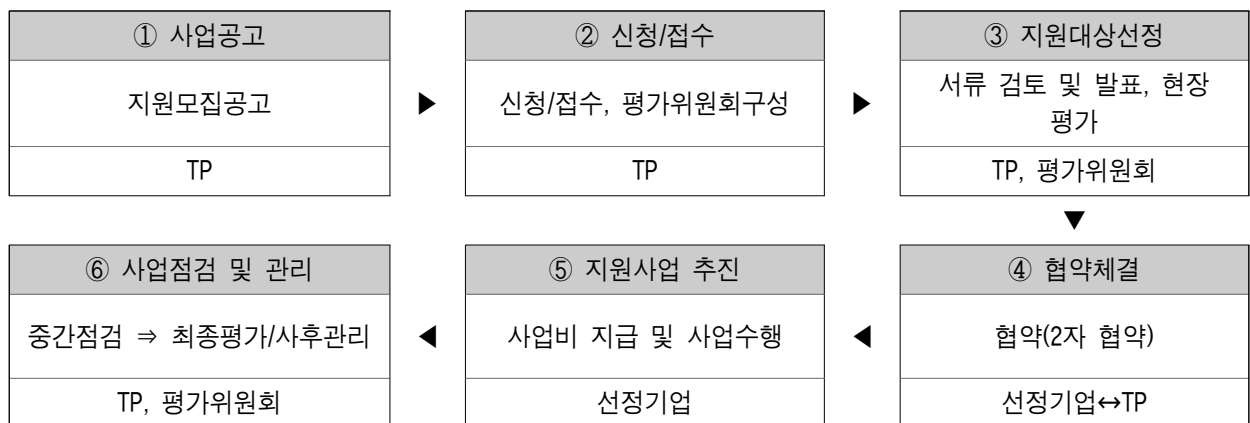 ① 사업공고
지원모집공고
TP
▶
② 신청/접수
신청/접수, 평가위원회구성
TP
▶
③ 지원대상선정
서류 검토 및 발표, 현장
평가
TP, 평가위원회
▼
④ 협약체결
협약(2자 협약)
선정기업↔TP
◀
⑤ 지원사업 추진
사업비 지급 및 사업수행
선정기업
◀
⑥ 사업점검 및 관리
중간점검 ⇒ 최종평가/사후관리
TP, 평가위원회